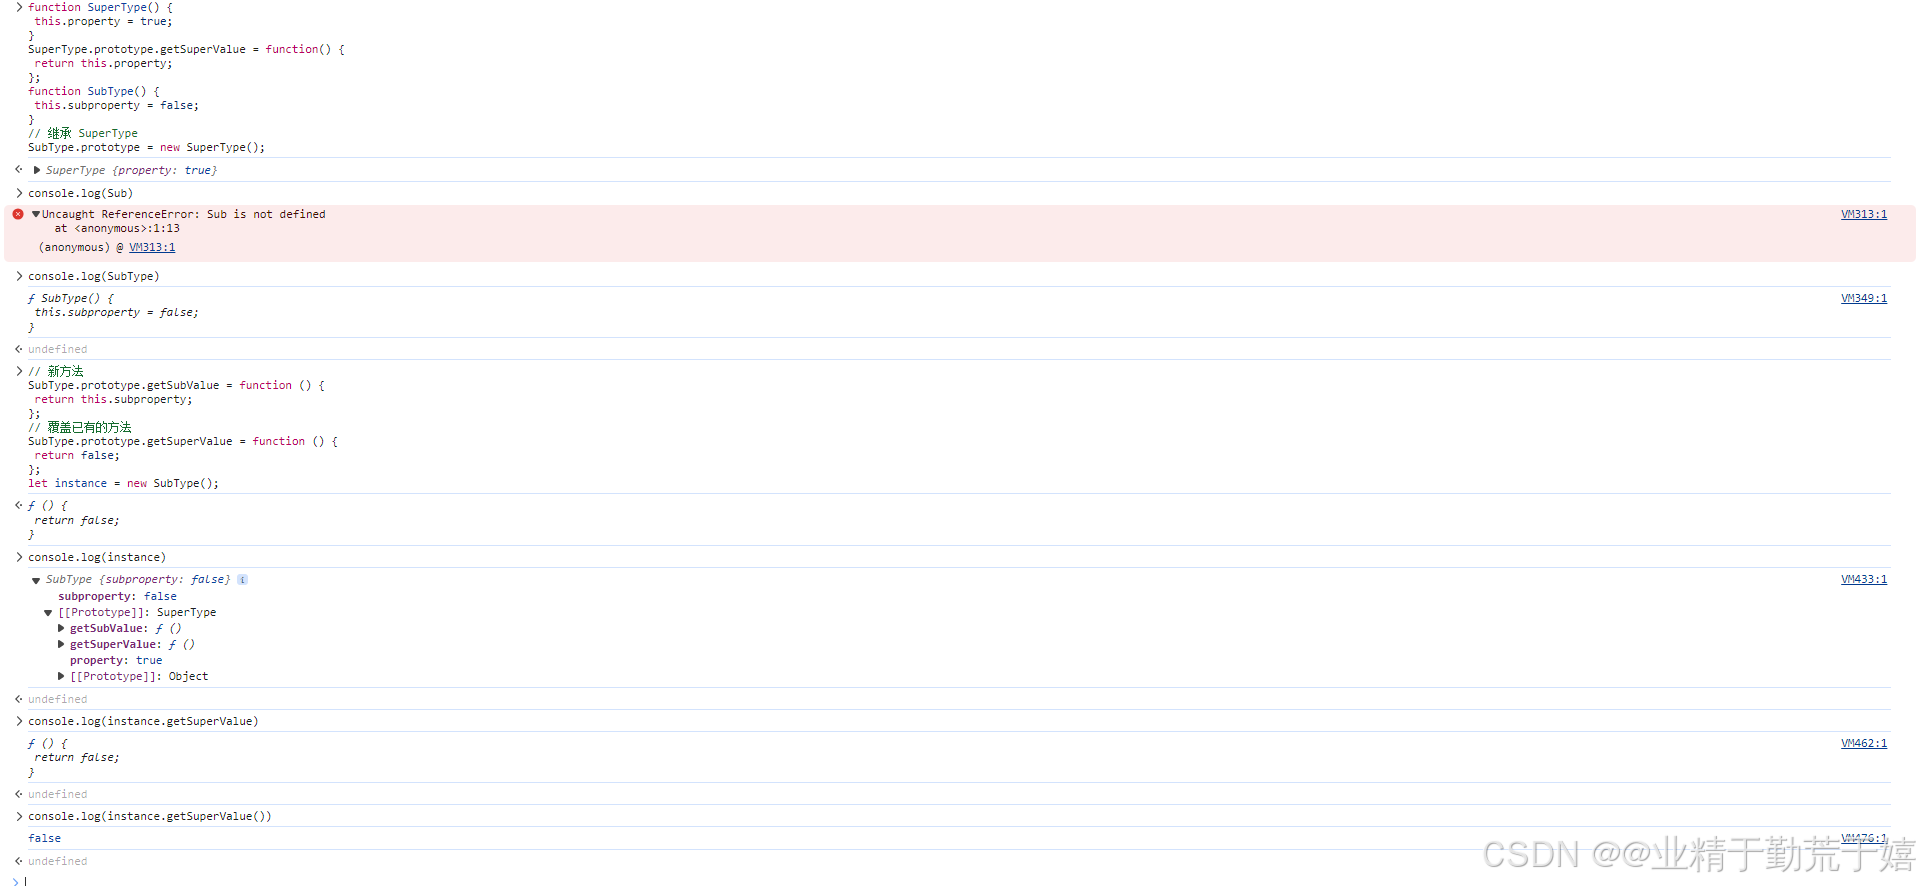 function SuperType() {
this.property = true;
}
SuperType.prototype.getSuperValue = function() {
return this.property;
};
function SubType() {
this.subproperty = false;
}
// 继承 SuperType
SubType.prototype = new SuperType();
SuperType {property: true}
console.log(Sub)
Uncaught ReferenceError: Sub is not defined VM313:1
at <anonymous>:1:13
(anonymous) @ VM313:1
console.log(SubType)
ƒ SubType() { VM349:1
this.subproperty = false;
}
undefined
// 新方法
SubType.prototype.getSubValue = function () {
return this.subproperty;
};
// 覆盖已有的方法
SubType.prototype.getSuperValue = function () {
return false;
};
let instance = new SubType();
ƒ () {
return false;
}
console.log(instance)
SubType {subproperty: false} i VM433:1
subproperty: false
[[Prototype]]: SuperType
getSubValue: ƒ ()
getSuperValue: ƒ ()
property: true
[[Prototype]]: Object
undefined
console.log(instance.getSuperValue)
ƒ () { VM462:1
return false;
}
undefined
console.log(instance.getSuperValue())
false VM476:1
undefined
CSDN @@业精于勤荒于嬉